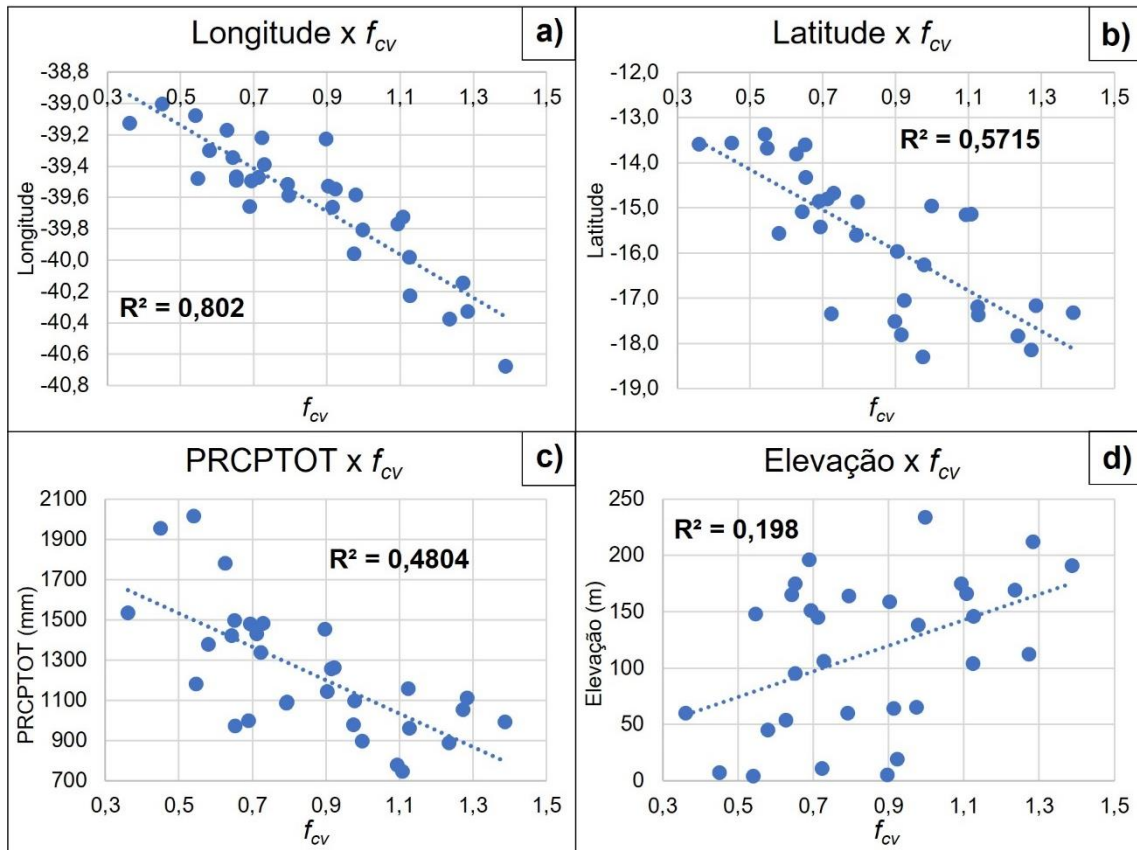 Longitude x fcv
a)
-38,8
-39,0
-39,2
-39,4
-39,6
-39,8
-40,0
-40,2
-40,4
-40,6
-40,8
0,3 0,5 0,7 0,9 1,1 1,3 1,5
Longitude
R² = 0,802
fcv
Latitude x fcv
b)
-12,0
-13,0
-14,0
-15,0
-16,0
-17,0
-18,0
-19,0
0,3 0,5 0,7 0,9 1,1 1,3 1,5
Latitude
R² = 0,5715
fcv
PRCPTOT x fcv
c)
2100
1900
1700
1500
1300
1100
900
700
PRCPTOT (mm)
R² = 0,4804
0,3 0,5 0,7 0,9 1,1 1,3 1,5
fcv
Elevação x fcv
d)
250
200
150
100
50
0
Elevação (m)
R² = 0,198
0,3 0,5 0,7 0,9 1,1 1,3 1,5
fcv